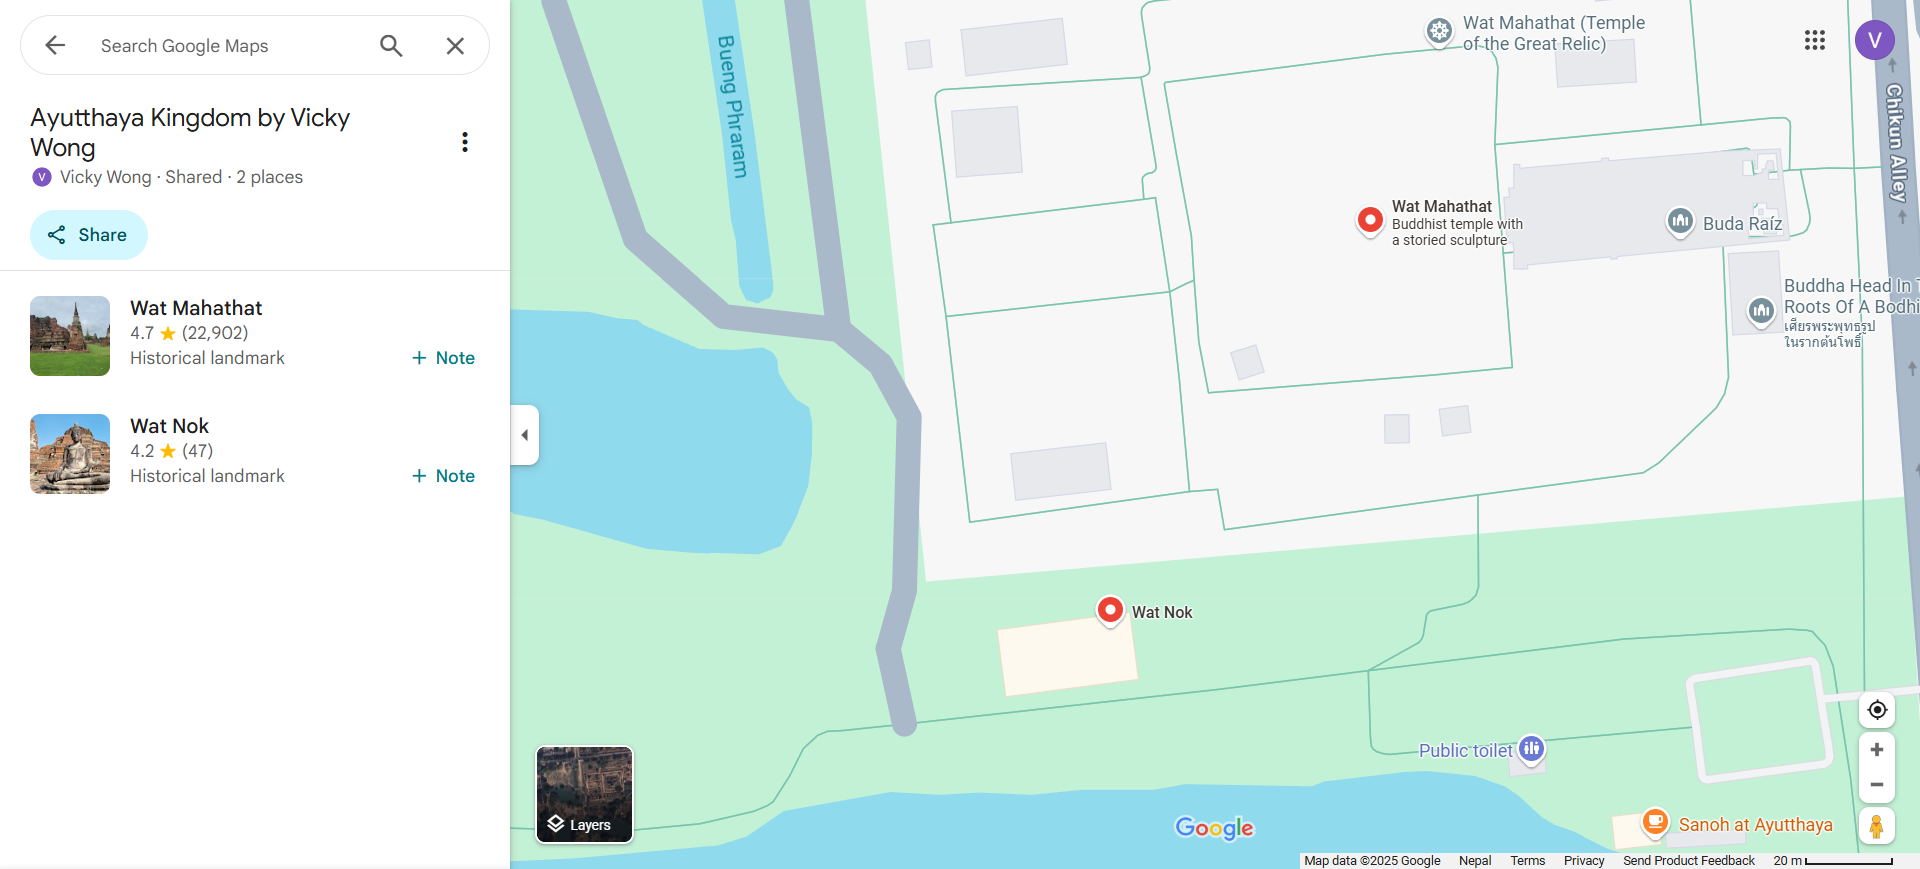 Search Google Maps
Ayutthaya Kingdom by Vicky
Wong
V
Vicky Wong · Shared · 2 places
Share
Wat Mahathat
4.7 ★ (22,902)
Historical landmark
+ Note
Wat Nok
4.2 ★ (47)
Historical landmark
+ Note
Bueng Phraram
Wat Mahathat (Temple
of the Great Relic)
V
Chikun Alley
Wat Mahathat
Buddhist temple with
a storied sculpture
Buda Raíz
Buddha Head In
Roots Of A Bodhi
เศียรพระพุทธรูป
ในรากต้นโพธิ์
Wat Nok
Public toilet
Sanoh at Ayutthaya
Layers
Google
Map data ©2025 Google
Nepal
Terms
Privacy
Send Product Feedback
20 m